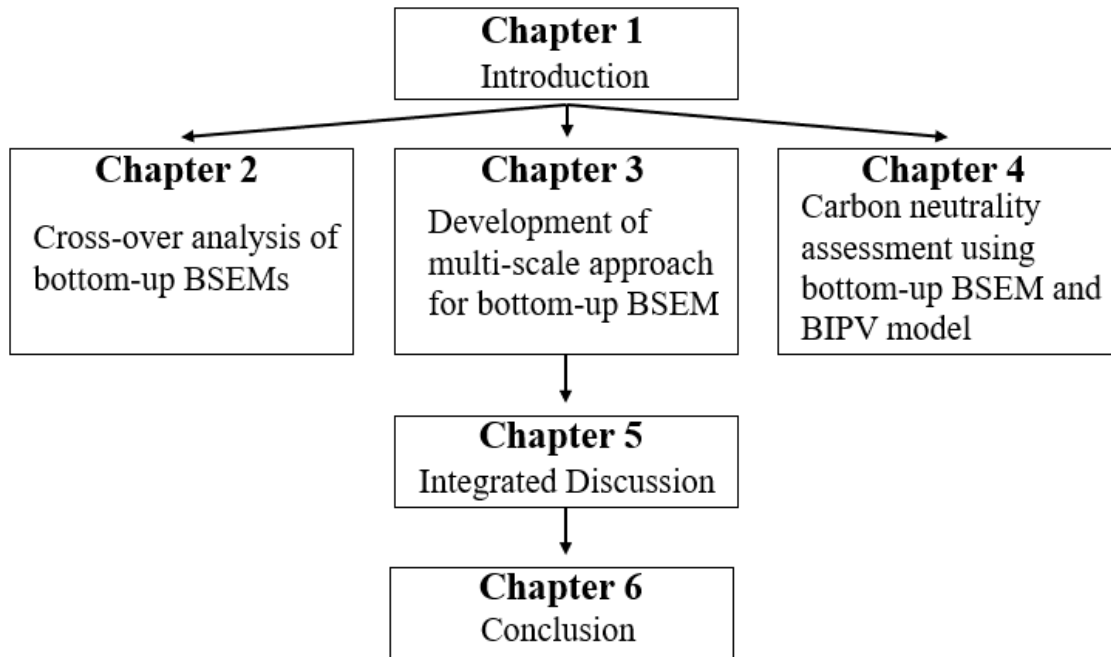 Chapter 1
Introduction
Chapter 2
Cross-over analysis of
bottom-up BSEMs
Chapter 3
Development of
multi-scale approach
for bottom-up BSEM
Chapter 4
Carbon neutrality
assessment using
bottom-up BSEM and
BIPV model
Chapter 5
Integrated Discussion
Chapter 6
Conclusion